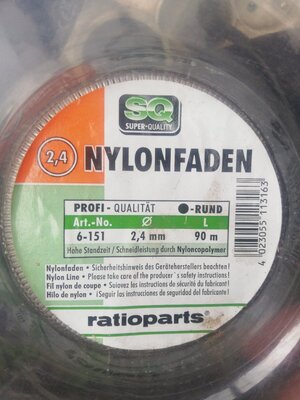 SQ
SUPER-QUALITY
2,4 NYLONFADEN
PROFI - QUALITÄT ●-RUND
Art.-No. Ø L
6-151 2,4 mm 90 m
Hohe Standzeit / Schneidleistung durch Nyloncopolymer
4 023055 113163
Nylonfaden • Sicherheitshinweis des Geräteherstellers beachten!
Nylon Line • Please take care of the producer´s safety instructions!
Fil nylon de coupe • Suivez les instructions de sécurité du fabricant!
Hilo de nylon • ¡Seguir las instrucciones de seguridad del fabricante!
ratioparts®